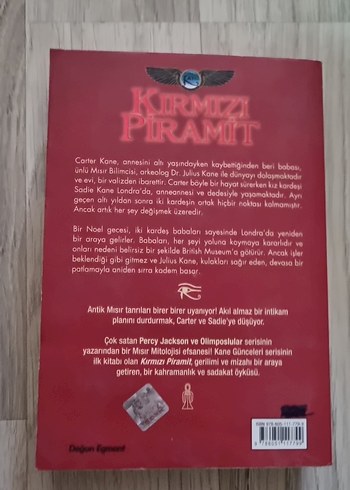 KIRMIZI
PİRAMİT
Carter Kane, annesini altı yaşındayken kaybettiğinden beri babası,
ünlü Mısır Bilimcisi, arkeolog Dr. Julius Kane ile dünyayı dolaşmaktadır
ve evi, bir valizden ibarettir. Carter böyle bir hayat sürerken kız kardeşi
Sadie Kane Londra'da, anneannesi ve dedesiyle yaşamaktadır. Ayrı
geçen altı yıldan sonra iki kardeşin ortak hiçbir noktası kalmamıştır.
Ancak artık her şey değişmek üzeredir.
Bir Noel gecesi, iki kardeş babaları sayesinde Londra'da yeniden
bir araya gelirler. Babaları, her şeyi yoluna koymaya kararlıdır ve
onları nedeni belirsiz bir şekilde British Museum'a götürür. Ancak işler
beklendiği gibi gitmez ve Julius Kane, kulakları sağır eden, devasa bir
parlamayla aniden sırra kadem basar.
Antik Mısır tanrıları birer birer uyanıyor! Akıl almaz bir intikam
planını durdurmak, Carter ve Sadie'ye düşüyor.
Çok satan Percy Jackson ve Olimposlular serisinin
yazarından bir Mısır Mitolojisi efsanesi! Kane Günceleri serisinin
ilk kitabı olan Kırmızı Piramit, gerilimi ve mizahı bir araya
getiren, bir kahramanlık ve sadakat öyküsü.
Doğan Egmont